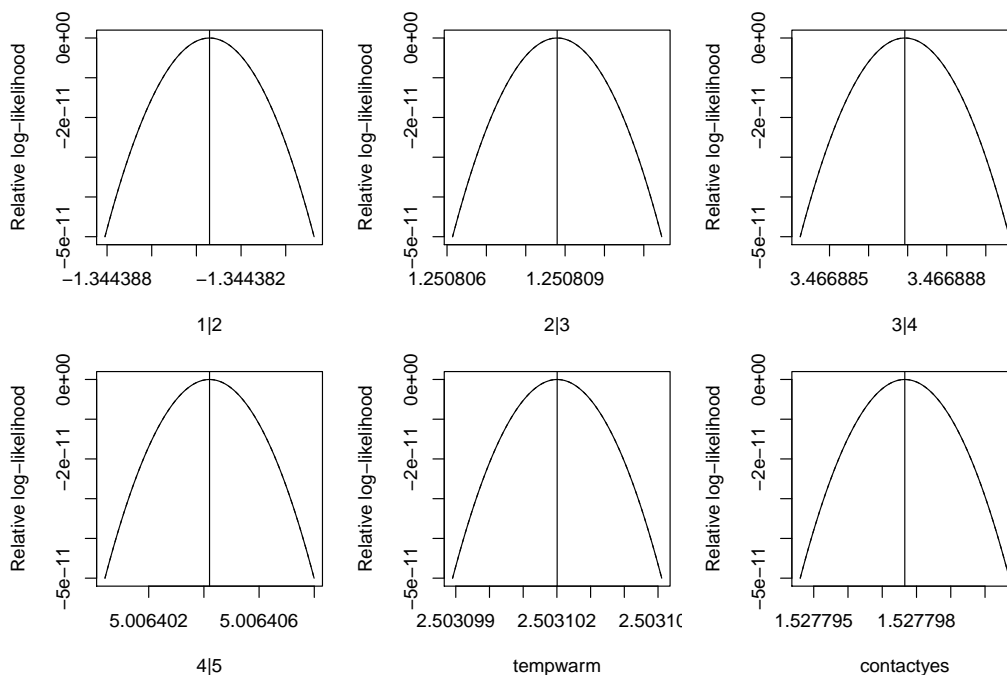 Relative log−likelihood
0e+00
−2e−11
−5e−11
−1.344388
−1.344382
1|2
Relative log−likelihood
0e+00
−2e−11
−5e−11
1.250806
1.250809
2|3
Relative log−likelihood
0e+00
−2e−11
−5e−11
3.466885
3.466888
3|4
Relative log−likelihood
0e+00
−2e−11
−5e−11
5.006402
5.006406
4|5
Relative log−likelihood
0e+00
−2e−11
−5e−11
2.503099
2.503102
tempwarm
Relative log−likelihood
0e+00
−2e−11
−5e−11
1.527795
1.527798
contactyes